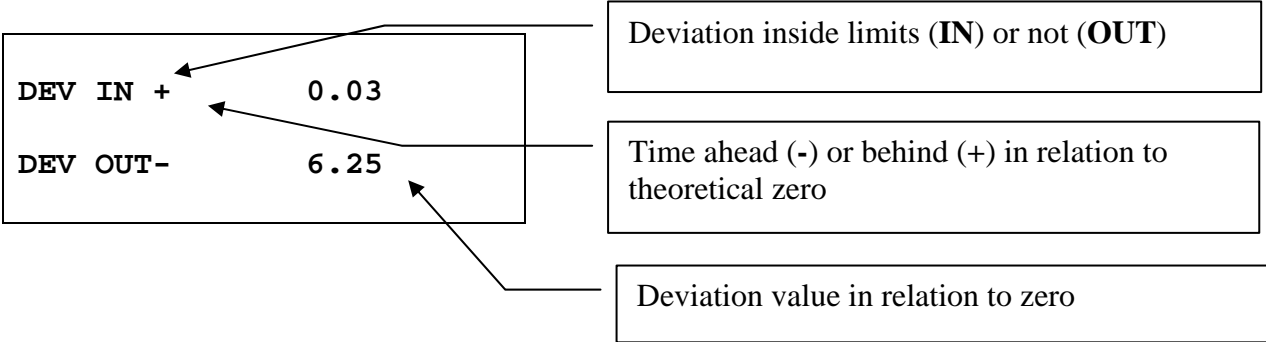 DEV IN + 0.03
DEV OUT- 6.25
Deviation inside limits (IN) or not (OUT)
Time ahead (-) or behind (+) in relation to
theoretical zero
Deviation value in relation to zero